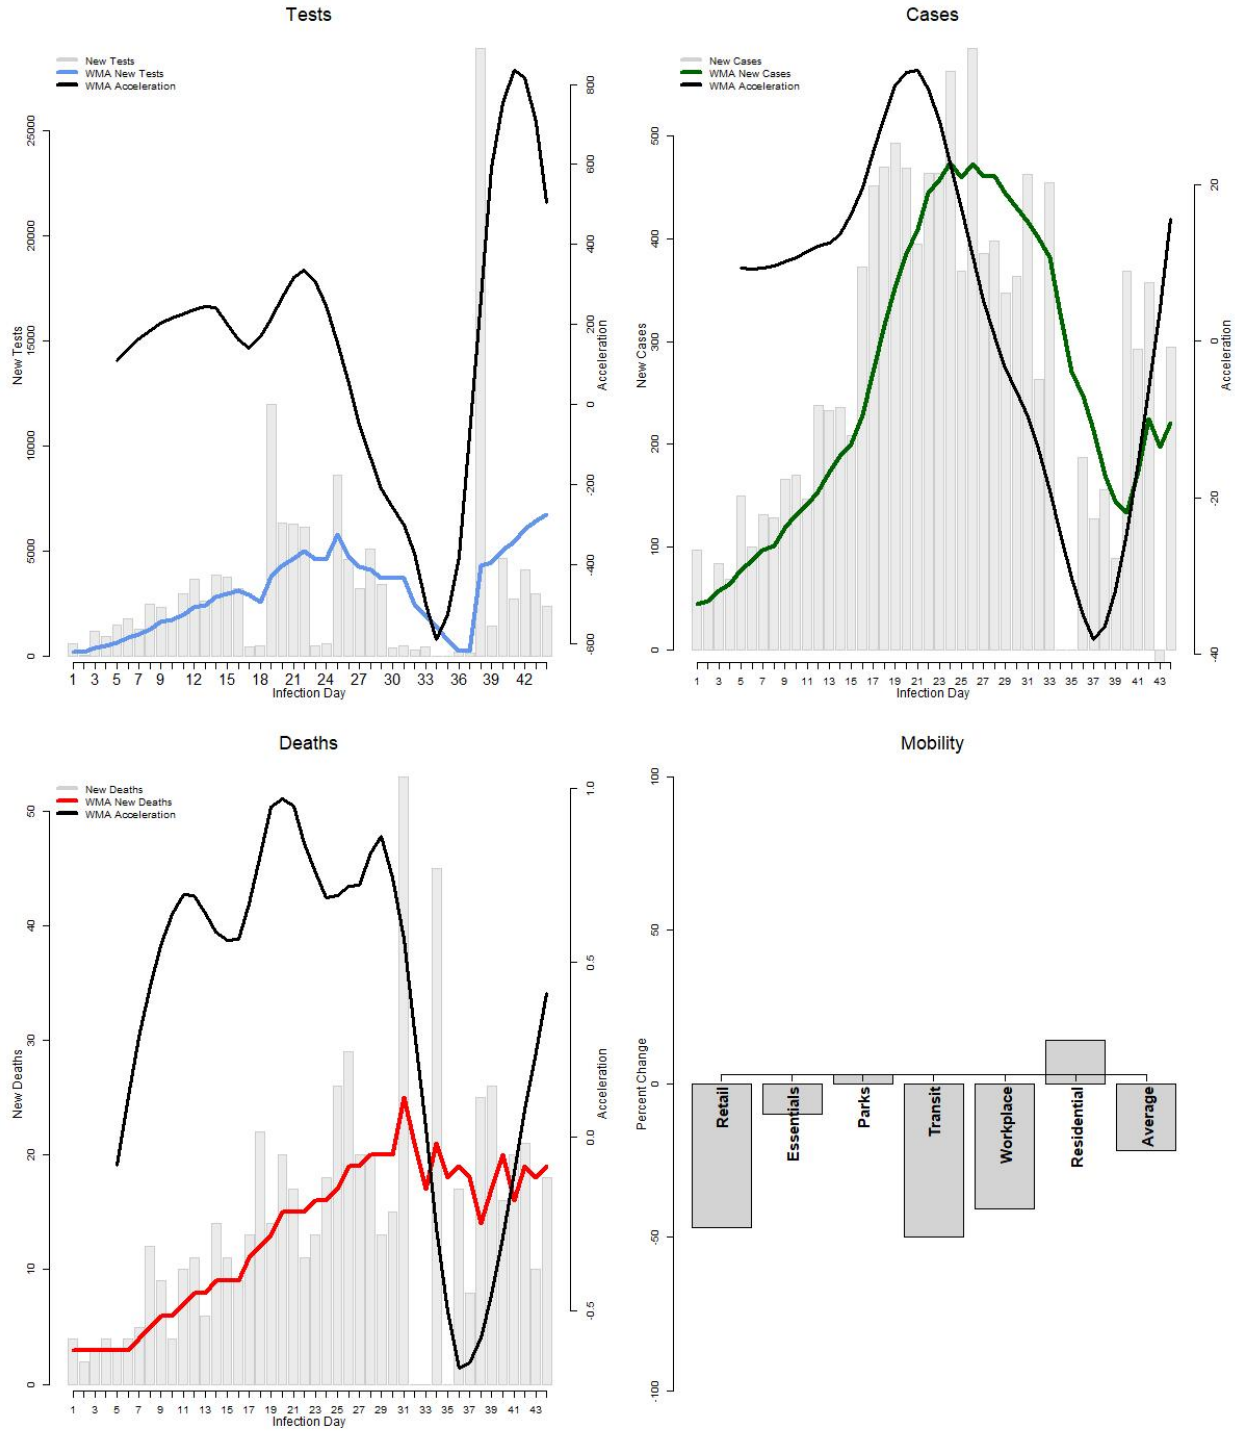 Tests
New Tests
WMA New Tests
WMA Acceleration
New Tests
0
5000
10000
15000
20000
25000
Acceleration
-600
-400
-200
0
200
400
600
800
1 3 5 7 9 11 13 15 18 21 23 25 27 30 33 36 39 42
Infection Day
Cases
New Cases
WMA New Cases
WMA Acceleration
New Cases
0
100
200
300
400
500
Acceleration
-40
-20
0
20
1 3 5 7 9 11 13 15 17 19 21 23 25 27 29 31 33 35 37 39 41 43
Infection Day
Deaths
New Deaths
WMA New Deaths
WMA Acceleration
New Deaths
0
10
20
30
40
50
Acceleration
-0.5
0.0
0.5
1.0
1 3 5 7 9 11 13 15 17 19 21 23 25 27 29 31 33 35 37 39 41 43
Infection Day
Mobility
Percent Change
-100
-50
0
50
100
Retail
Essentials
Parks
Transit
Workplace
Residential
Average